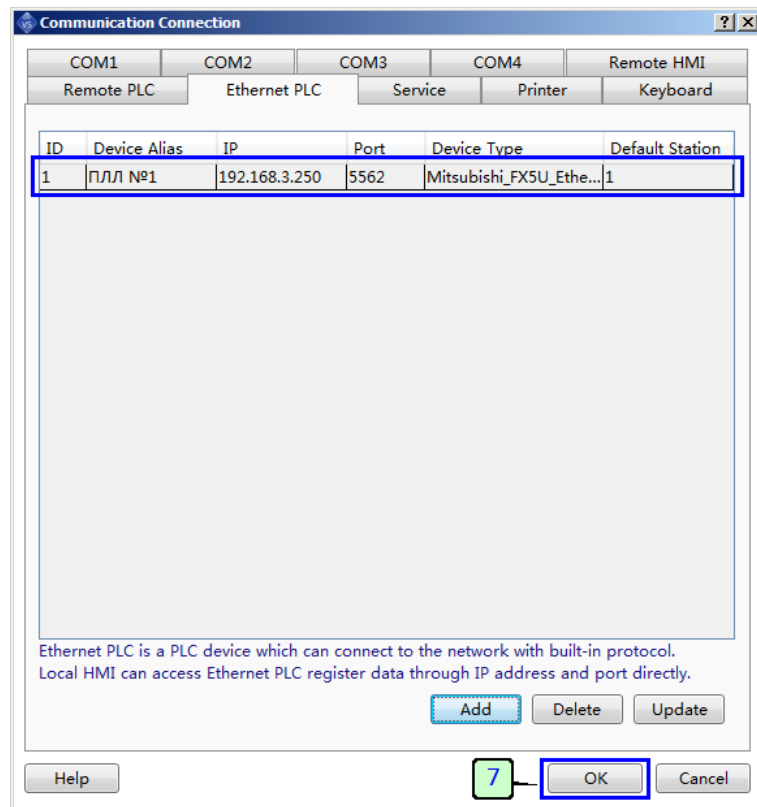 Communication Connection
COM1 COM2 COM3 COM4 Remote HMI
Remote PLC Ethernet PLC Service Printer Keyboard
ID Device Alias IP Port Device Type Default Station
1 ПЛЛ №1 192.168.3.250 5562 Mitsubishi_FX5U_Ethe... 1
Ethernet PLC is a PLC device which can connect to the network with built-in protocol.
Local HMI can access Ethernet PLC register data through IP address and port directly.
Add Delete Update
Help 7 OK Cancel